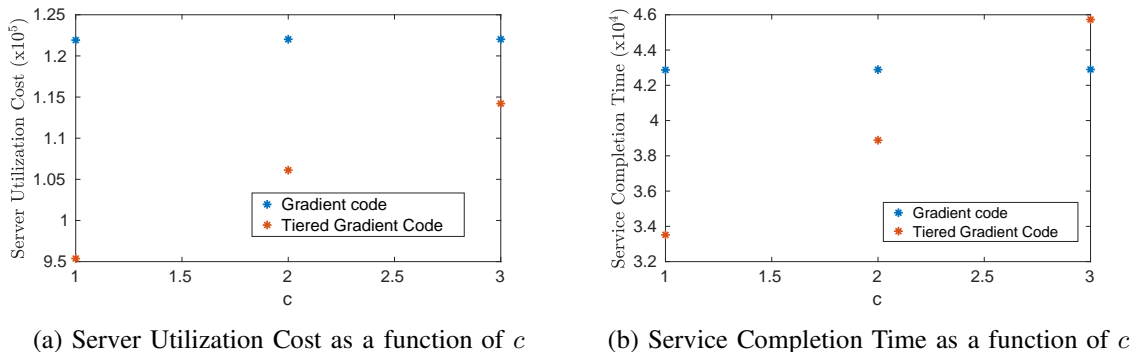 Server Utilization Cost (x10^5)
1.25
1.2
1.15
1.1
1.05
1
9.5
1 1.5 2 2.5 3
c
Gradient code
Tiered Gradient Code
(a) Server Utilization Cost as a function of c
Service Completion Time (x10^4)
4.6
4.4
4.2
4
3.8
3.6
3.4
3.2
1 1.5 2 2.5 3
c
Gradient code
Tiered Gradient Code
(b) Service Completion Time as a function of c